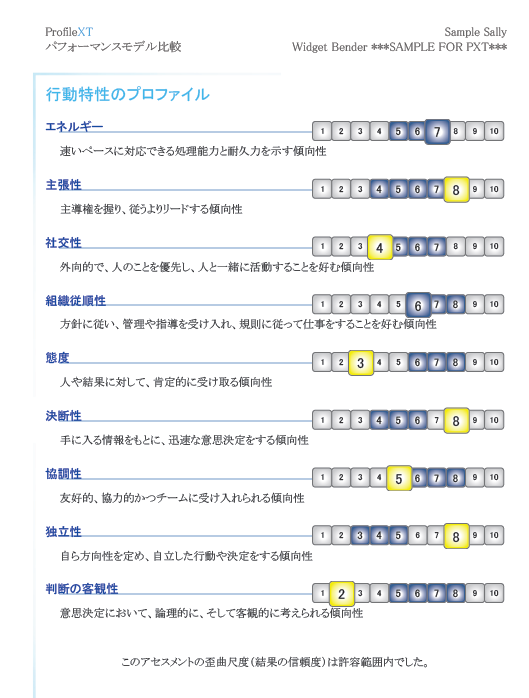 ProfileXT
Sample Sally
パフォーマンスモデル比較
Widget Bender ***SAMPLE FOR PXT***
行動特性のプロファイル
エネルギー
1 2 3 4 5 6 7 8 9 10
速いペースに対応できる処理能力と耐久力を示す傾向性
主張性
1 2 3 4 5 6 7 8 9 10
主導権を握り、従うよりリードする傾向性
社交性
1 2 3 4 5 6 7 8 9 10
外向的で、人のことを優先し、人と一緒に活動することを好む傾向性
組織従順性
1 2 3 4 5 6 7 8 9 10
方針に従い、管理や指導を受け入れ、規則に従って仕事をすることを好む傾向性
態度
1 2 3 4 5 6 7 8 9 10
人や結果に対して、肯定的に受け取る傾向性
決断性
1 2 3 4 5 6 7 8 9 10
手に入る情報をもとに、迅速な意思決定をする傾向性
協調性
1 2 3 4 5 6 7 8 9 10
友好的、協力的かつチームに受け入れられる傾向性
独立性
1 2 3 4 5 6 7 8 9 10
自ら方向性を定め、自立した行動や決定をする傾向性
判断の客観性
1 2 3 4 5 6 7 8 9 10
意思決定において、論理的に、そして客観的に考えられる傾向性
このアセスメントの歪曲尺度（結果の信頼度）は許容範囲内でした。